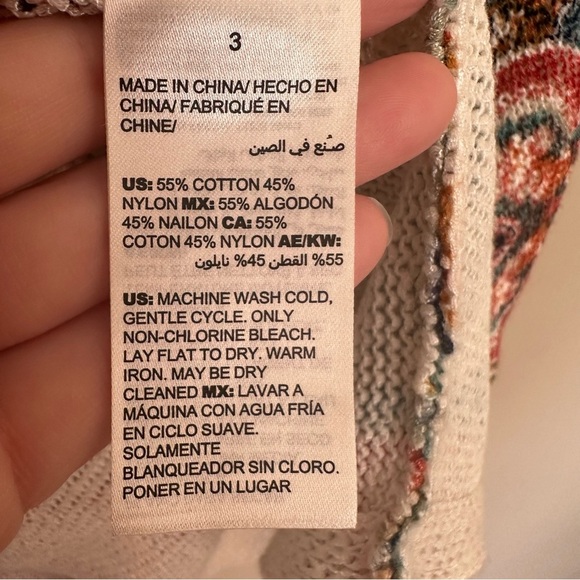 3
MADE IN CHINA/ HECHO EN
CHINA/ FABRIQUÉ EN
CHINE/
صُنع في الصين
US: 55% COTTON 45%
NYLON MX: 55% ALGODÓN
45% NAILON CA: 55%
COTON 45% NYLON AE/KW:
55% القطن 45% نايلون
US: MACHINE WASH COLD,
GENTLE CYCLE. ONLY
NON-CHLORINE BLEACH.
LAY FLAT TO DRY. WARM
IRON. MAY BE DRY
CLEANED MX: LAVAR A
MÁQUINA CON AGUA FRÍA
EN CICLO SUAVE.
SOLAMENTE
BLANQUEADOR SIN CLORO.
PONER EN UN LUGAR